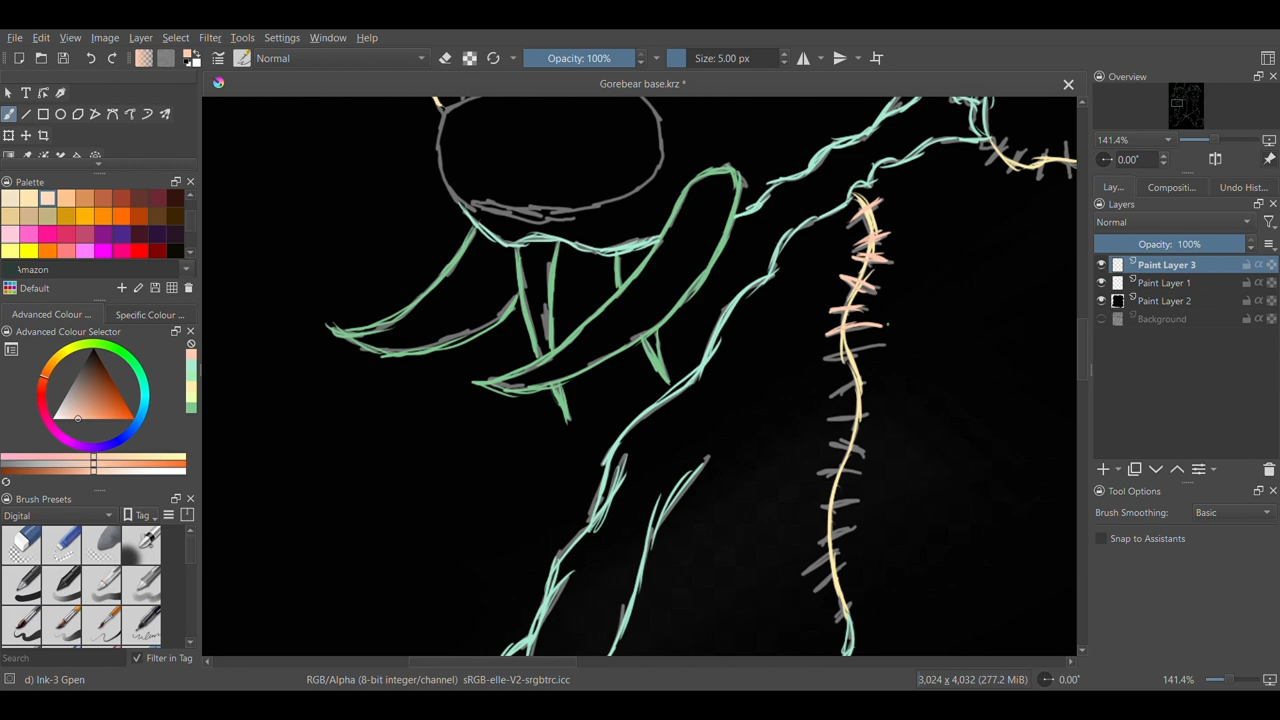 File Edit View Image Layer Select Filter Tools Settings Window Help
Normal Opacity: 100% Size: 5.00 px
Gorebear base.krz *
Overview
141.4%
0.00°
Palette
Amazon
Default
Advanced Colour ... Specific Colour ...
Advanced Colour Selector
Brush Presets
Digital Tag
Search Filter in Tag
Lay... Compositi... Undo Hist...
Layers
Normal
Opacity: 100%
Paint Layer 3
Paint Layer 1
Paint Layer 2
Background
Tool Options
Brush Smoothing: Basic
Snap to Assistants
d) Ink-3 Gpen RGB/Alpha (8-bit integer/channel) sRGB-elle-V2-srgbtrc.icc 3,024 x 4,032 (277.2 MiB) 0.00° 141.4%